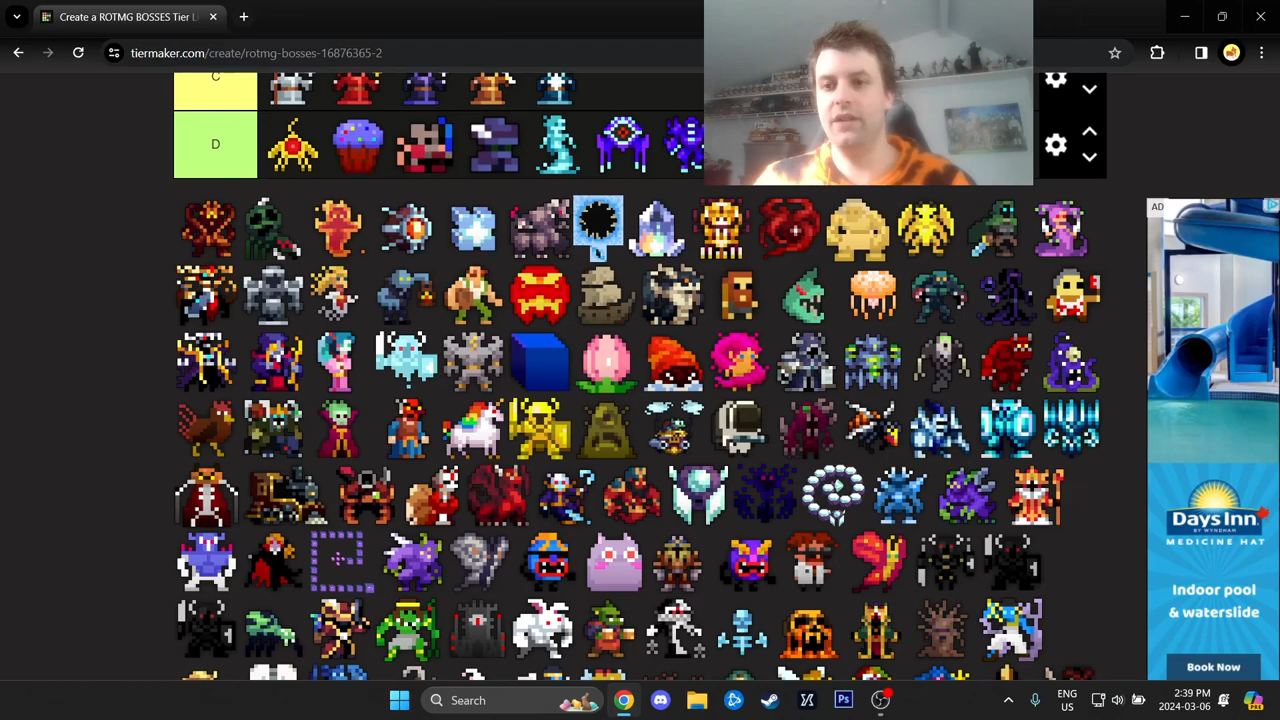 Create a ROTMG BOSSES Tier Li
tiermaker.com/create/rotmg-bosses-16876365-2
C
D
AD
Days Inn
BY WYNDHAM
MEDICINE HAT
Indoor pool
& waterslide
Book Now
Search
ENG
US
2:39 PM
2024-03-06